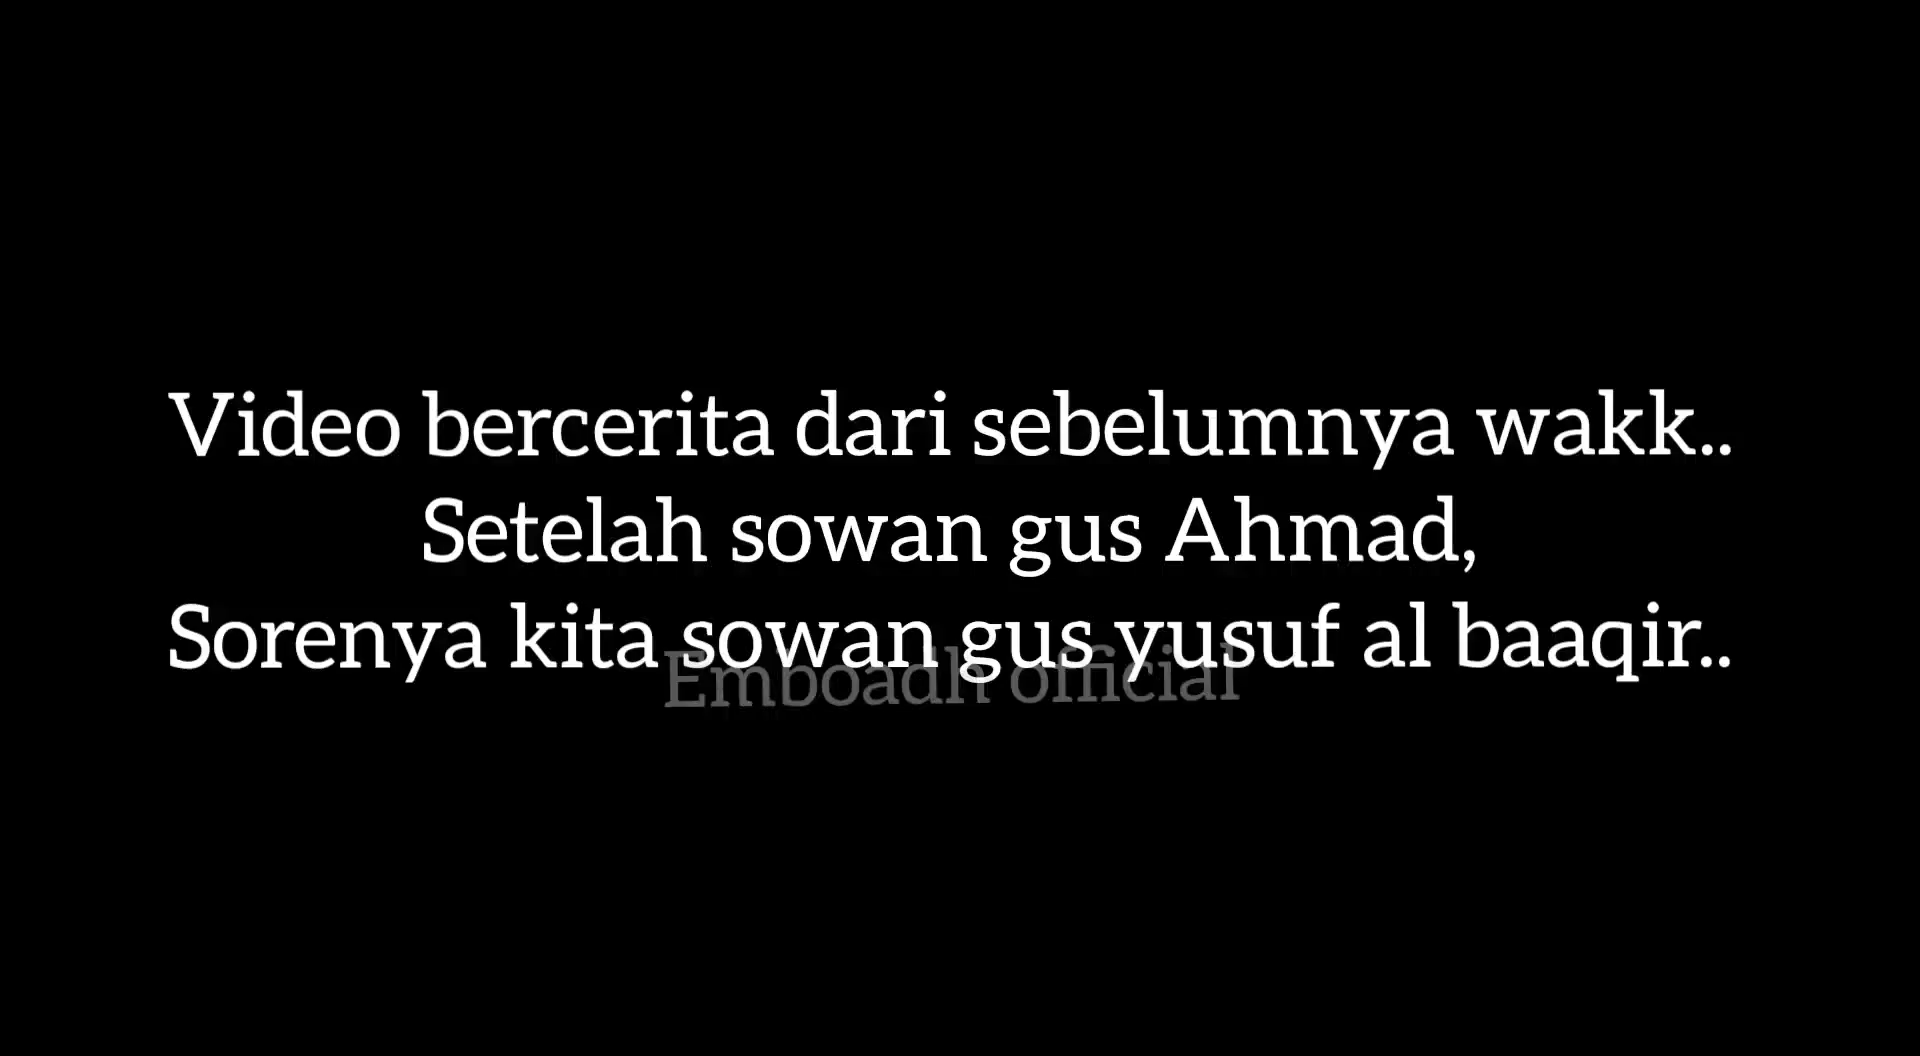 Video bercerita dari sebelumnya wakk..
Setelah sowan gus Ahmad,
Sorenya kita sowan gus yusuf al baaqir..
Emboadh official